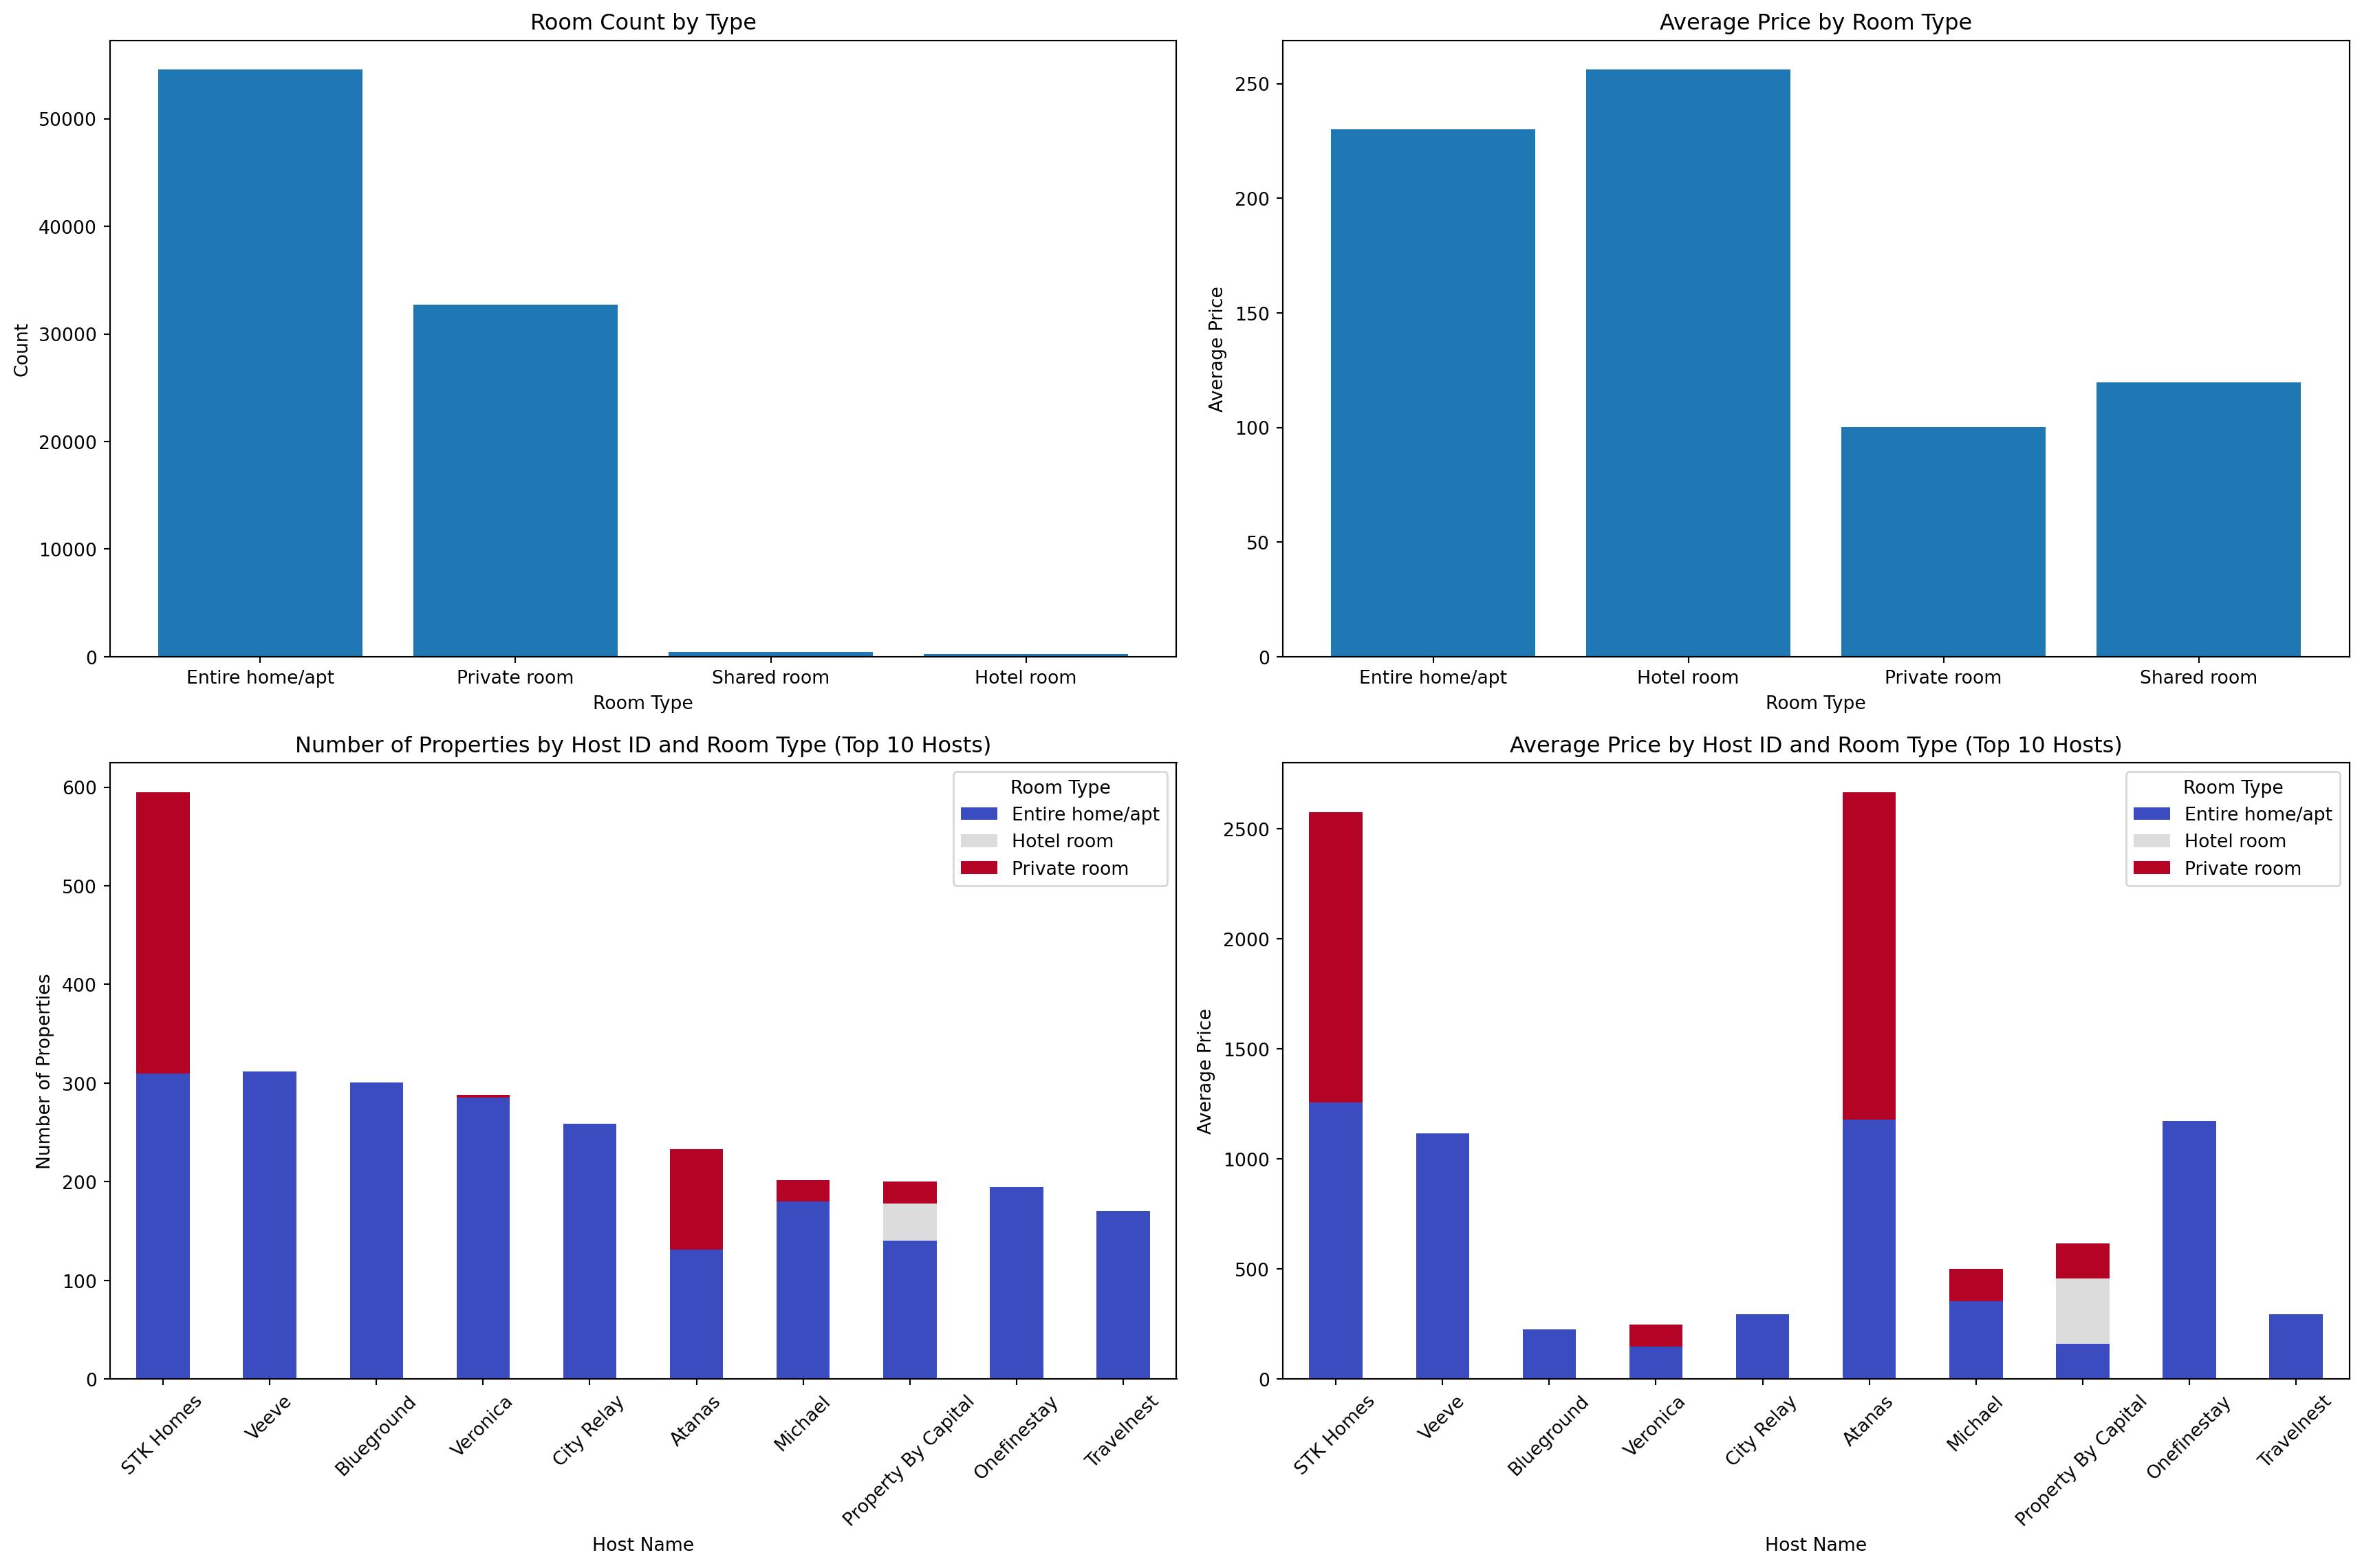 Room Count by Type
Count
50000
40000
30000
20000
10000
0
Entire home/apt
Private room
Shared room
Hotel room
Room Type
Average Price by Room Type
Average Price
250
200
150
100
50
0
Entire home/apt
Hotel room
Private room
Shared room
Room Type
Number of Properties by Host ID and Room Type (Top 10 Hosts)
Number of Properties
600
500
400
300
200
100
0
Room Type
Entire home/apt
Hotel room
Private room
STK Homes
Veeve
Blueground
Veronica
City Relay
Atanas
Michael
Property By Capital
Onefinestay
Travelnest
Host Name
Average Price by Host ID and Room Type (Top 10 Hosts)
Average Price
2500
2000
1500
1000
500
0
Room Type
Entire home/apt
Hotel room
Private room
STK Homes
Veeve
Blueground
Veronica
City Relay
Atanas
Michael
Property By Capital
Onefinestay
Travelnest
Host Name